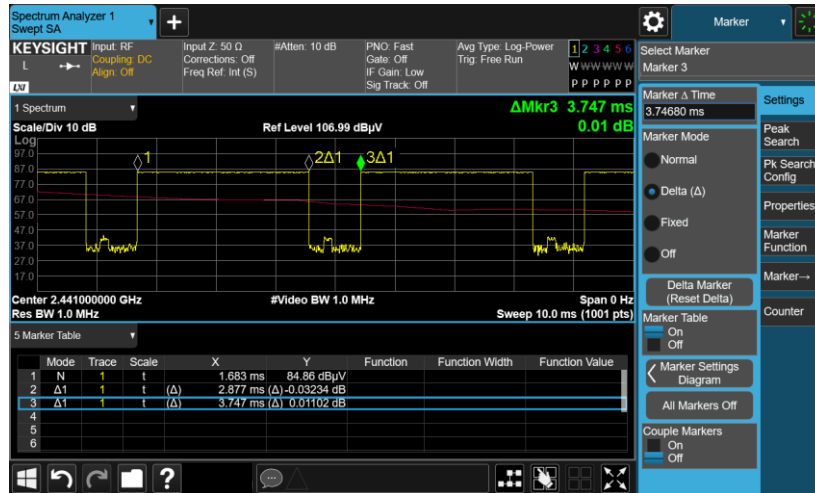 Spectrum Analyzer 1
Swept SA
Marker
KEYSIGHT
L
LXI
Input: RF
Coupling: DC
Align: Off
Input Z: 50 Ω
Corrections: Off
Freq Ref: Int (S)
#Atten: 10 dB
PNO: Fast
Gate: Off
IF Gain: Low
Sig Track: Off
Avg Type: Log-Power
Trig: Free Run
1 2 3 4 5 6
W W W W W W
P P P P P P
Select Marker
Marker 3
1 Spectrum
ΔMkr3 3.747 ms
0.01 dB
Scale/Div 10 dB
Ref Level 106.99 dBµV
Log
97.0
87.0
77.0
67.0
57.0
47.0
37.0
27.0
17.0
1
2Δ1
3Δ1
Center 2.441000000 GHz
Res BW 1.0 MHz
#Video BW 1.0 MHz
Span 0 Hz
Sweep 10.0 ms (1001 pts)
5 Marker Table
Mode Trace Scale X Y Function Function Width Function Value
1 N 1 t 1.683 ms 84.86 dBµV
2 Δ1 1 t (Δ) 2.877 ms (Δ) -0.03234 dB
3 Δ1 1 t (Δ) 3.747 ms (Δ) 0.01102 dB
4
5
6
?
Marker Δ Time
3.74680 ms
Marker Mode
Normal
Delta (Δ)
Fixed
Off
Delta Marker
(Reset Delta)
Marker Table
On
Off
Marker Settings
Diagram
All Markers Off
Couple Markers
On
Off
Settings
Peak
Search
Pk Search
Config
Properties
Marker
Function
Marker→
Counter